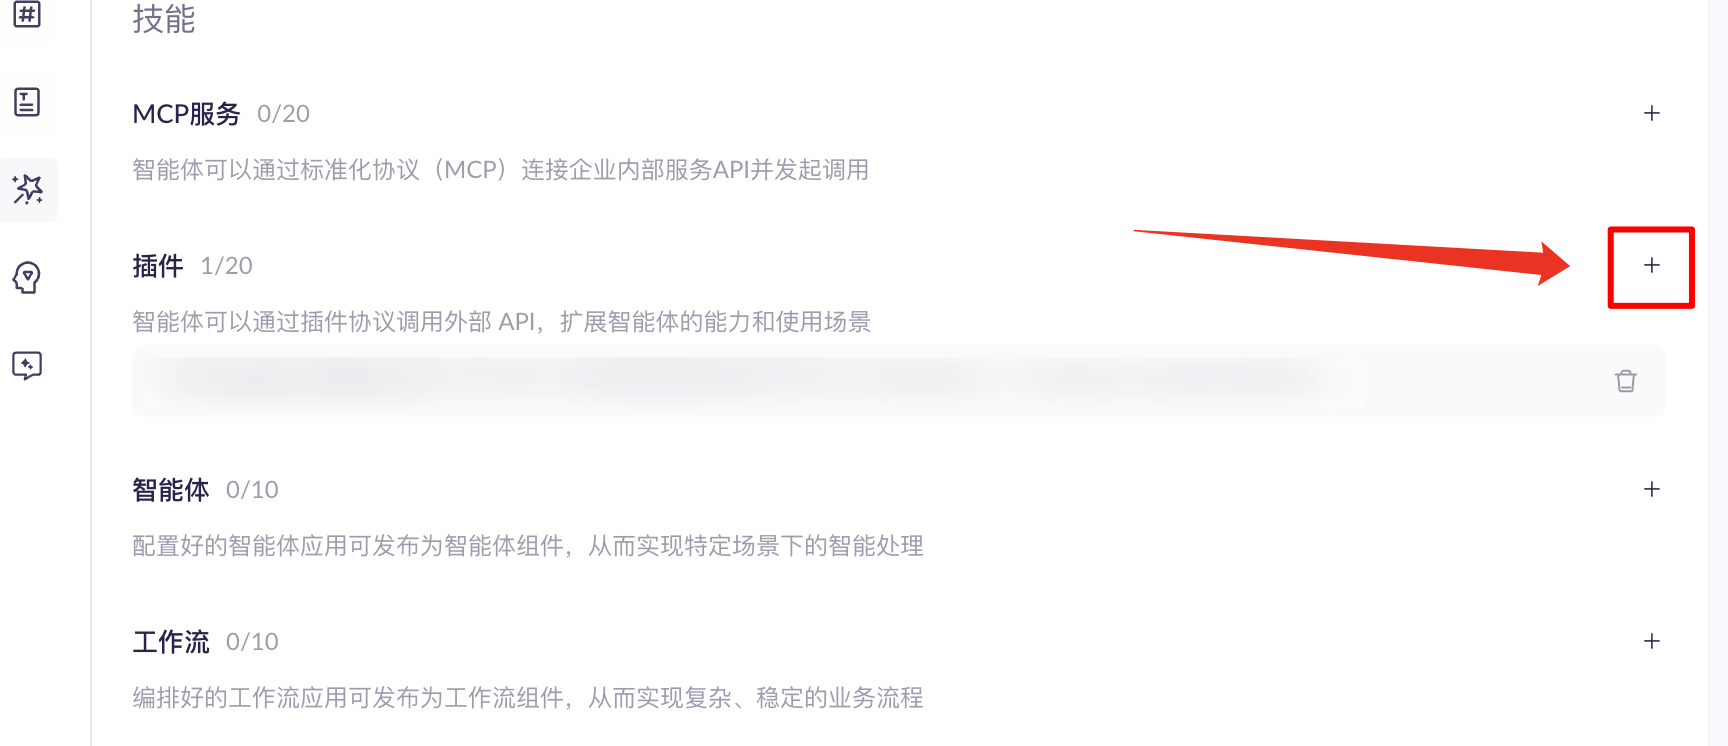 技能
MCP服务 0/20
智能体可以通过标准化协议（MCP）连接企业内部服务API并发起调用
插件 1/20
智能体可以通过插件协议调用外部 API，扩展智能体的能力和使用场景
智能体 0/10
配置好的智能体应用可发布为智能体组件，从而实现特定场景下的智能处理
工作流 0/10
编排好的工作流应用可发布为工作流组件，从而实现复杂、稳定的业务流程